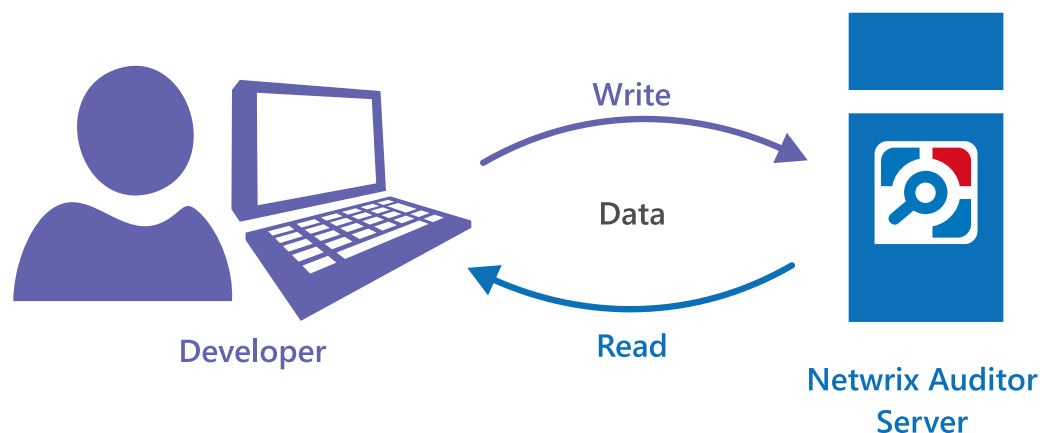 Write
Data
Read
Developer
Netwrix Auditor
Server